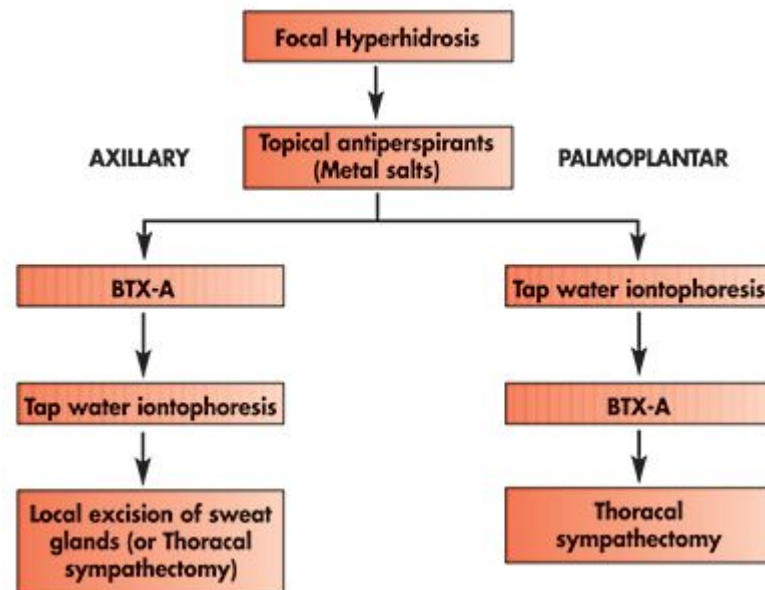 Focal Hyperhidrosis
Topical antiperspirants
(Metal salts)
AXILLARY
PALMOPLANTAR
BTX-A
Tap water iontophoresis
Local excision of sweat
glands (or Thoracal
sympathectomy)
Tap water iontophoresis
BTX-A
Thoracal
sympathectomy